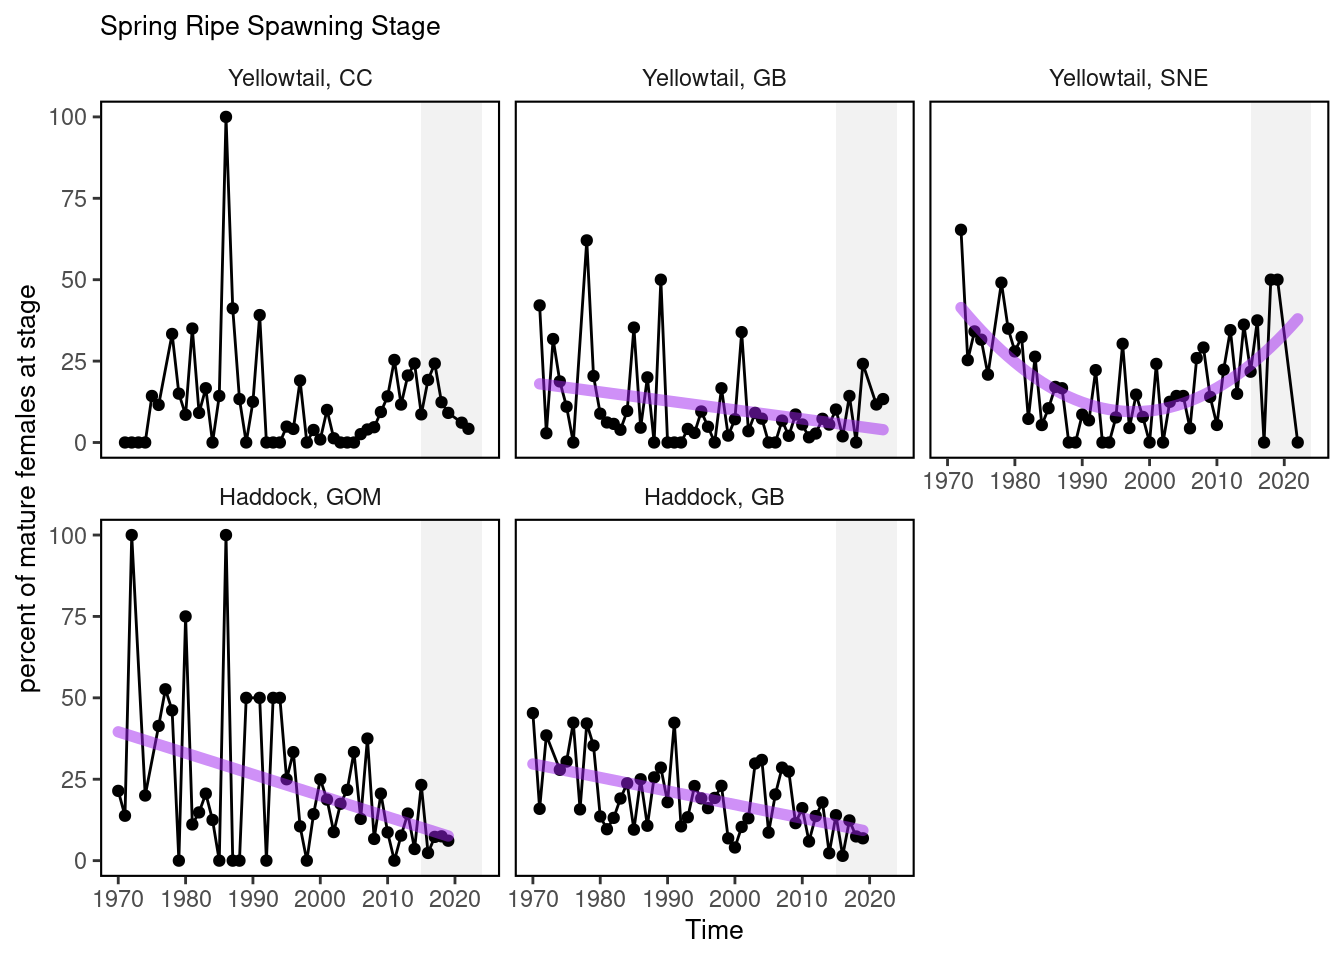 Spring Ripe Spawning Stage
Yellowtail, CC
Yellowtail, GB
Yellowtail, SNE
100
75
50
25
0
1970 1980 1990 2000 2010 2020
Haddock, GOM
Haddock, GB
100
75
50
25
0
1970 1980 1990 2000 2010 2020
1970 1980 1990 2000 2010 2020
Time
percent of mature females at stage